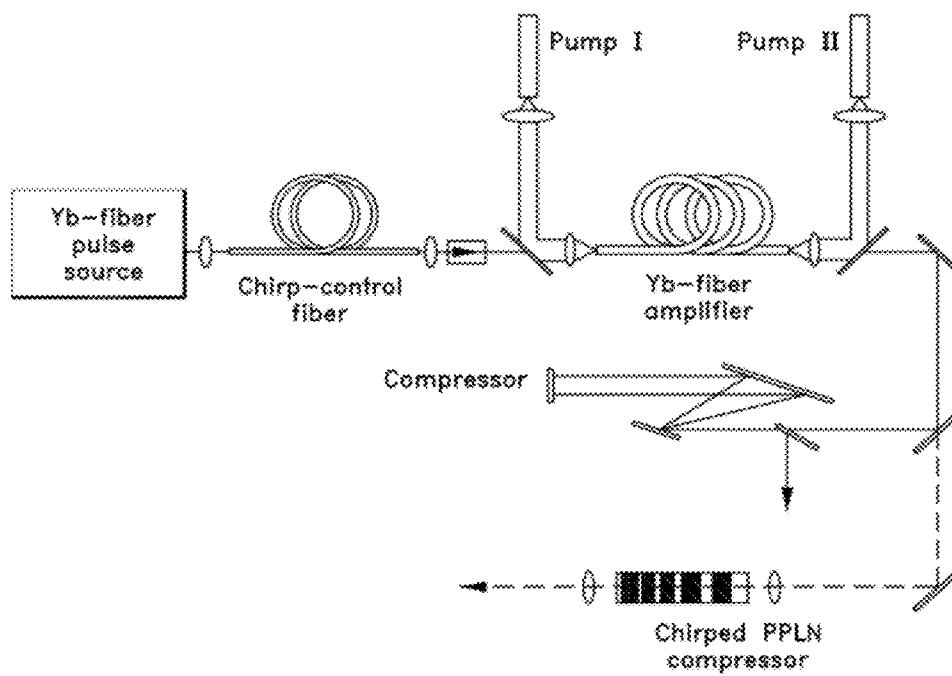 Pump I
Pump II
Yb-fiber
pulse
source
Chirp-control
fiber
Yb-fiber
amplifier
Compressor
Chirped PPLN
compressor